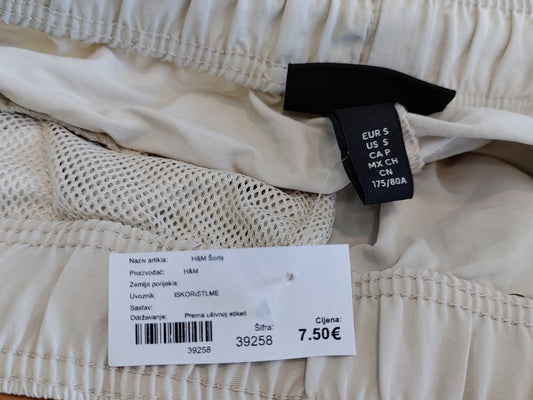 EUR S
US S
CA P
MX CH
CN
175/80A
Naziv artikla: H&M Šorts
Proizvođač: H&M
Zemlja porijekla:
Uvoznik: ISKORISTI.ME
Sastav:
Održavanje: Prema ušivnoj etiketi
39258
Šifra:
39258
Cijena:
7.50€